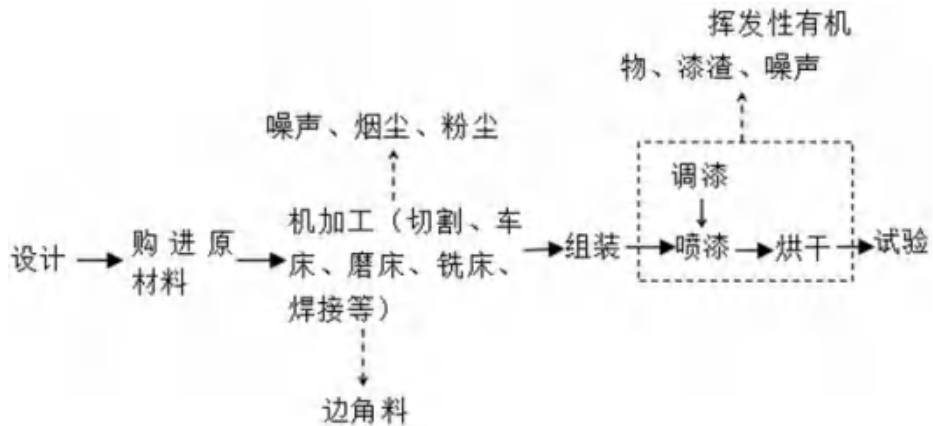 挥发性有机
物、漆渣、噪声
噪声、烟尘、粉尘
调漆
设计
购进原
材料
机加工（切割、车
床、磨床、铣床、
焊接等）
组装
喷漆
烘干
试验
边角料